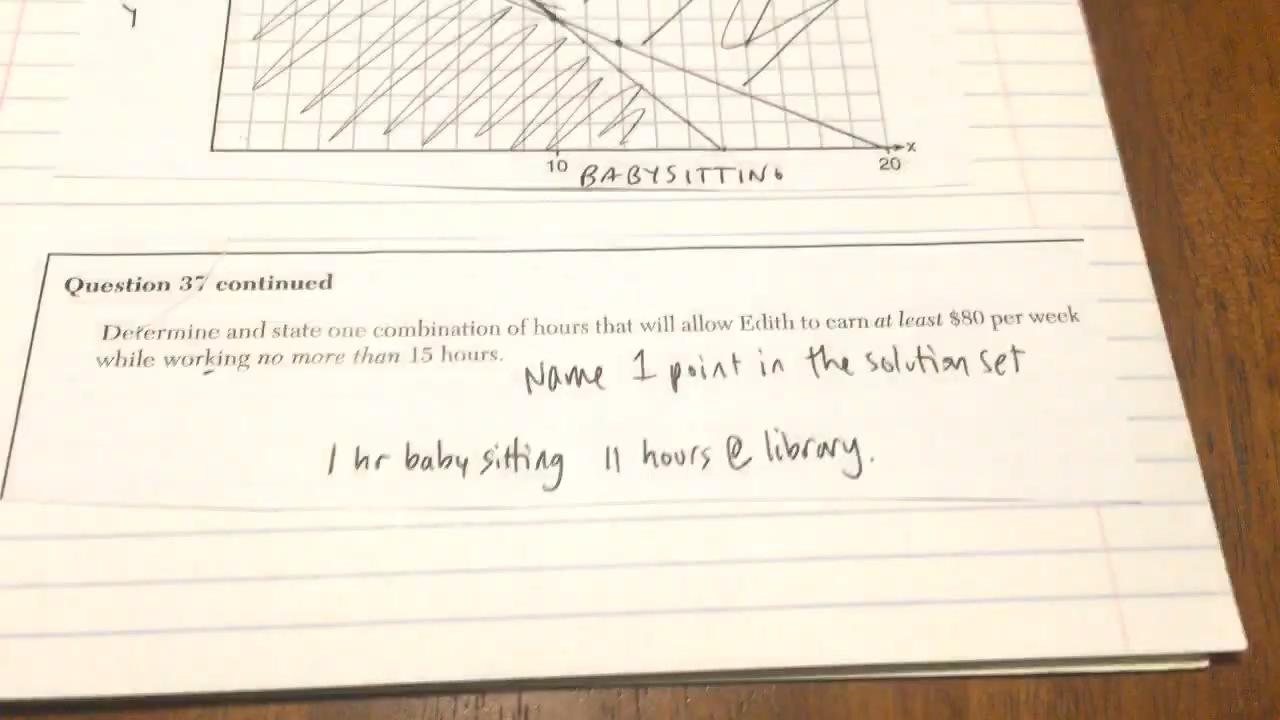 Y
x
10
20
BABYSITTING
Question 37 continued
Determine and state one combination of hours that will allow Edith to earn at least $80 per week
while working no more than 15 hours.
Name 1 point in the solution set
1 hr babysitting 11 hours @ library.